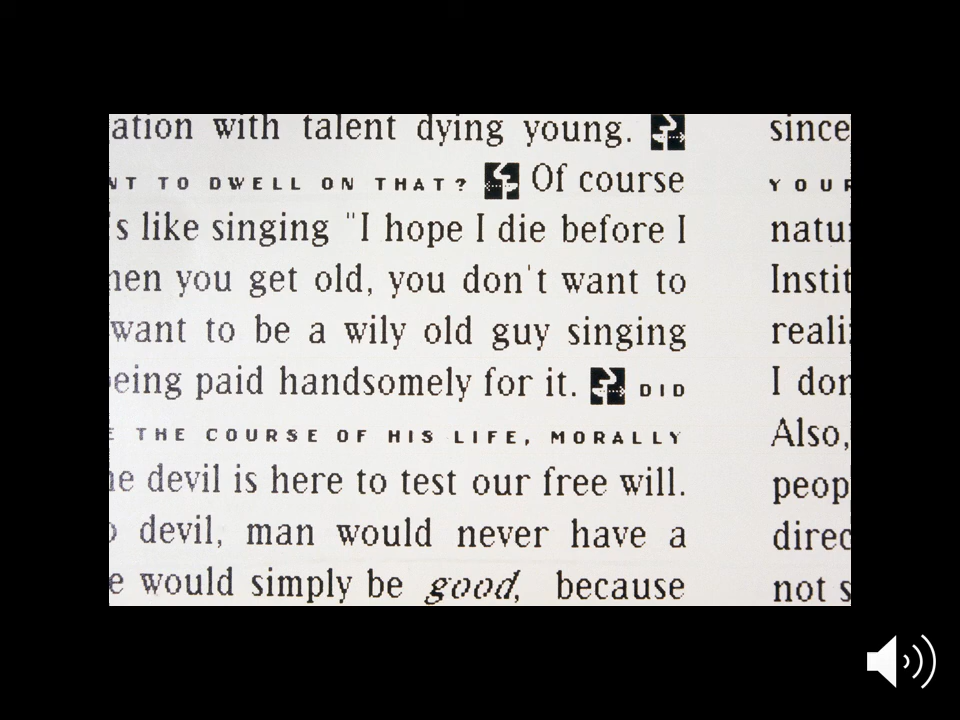 ation with talent dying young.
NT TO DWELL ON THAT? Of course
's like singing "I hope I die before I
hen you get old, you don't want to
want to be a wily old guy singing
eing paid handsomely for it. DID
E THE COURSE OF HIS LIFE, MORALLY
he devil is here to test our free will.
o devil, man would never have a
e would simply be good, because
since
YOUR
natu
Instit
reali
I don
Also,
peop
direc
not s